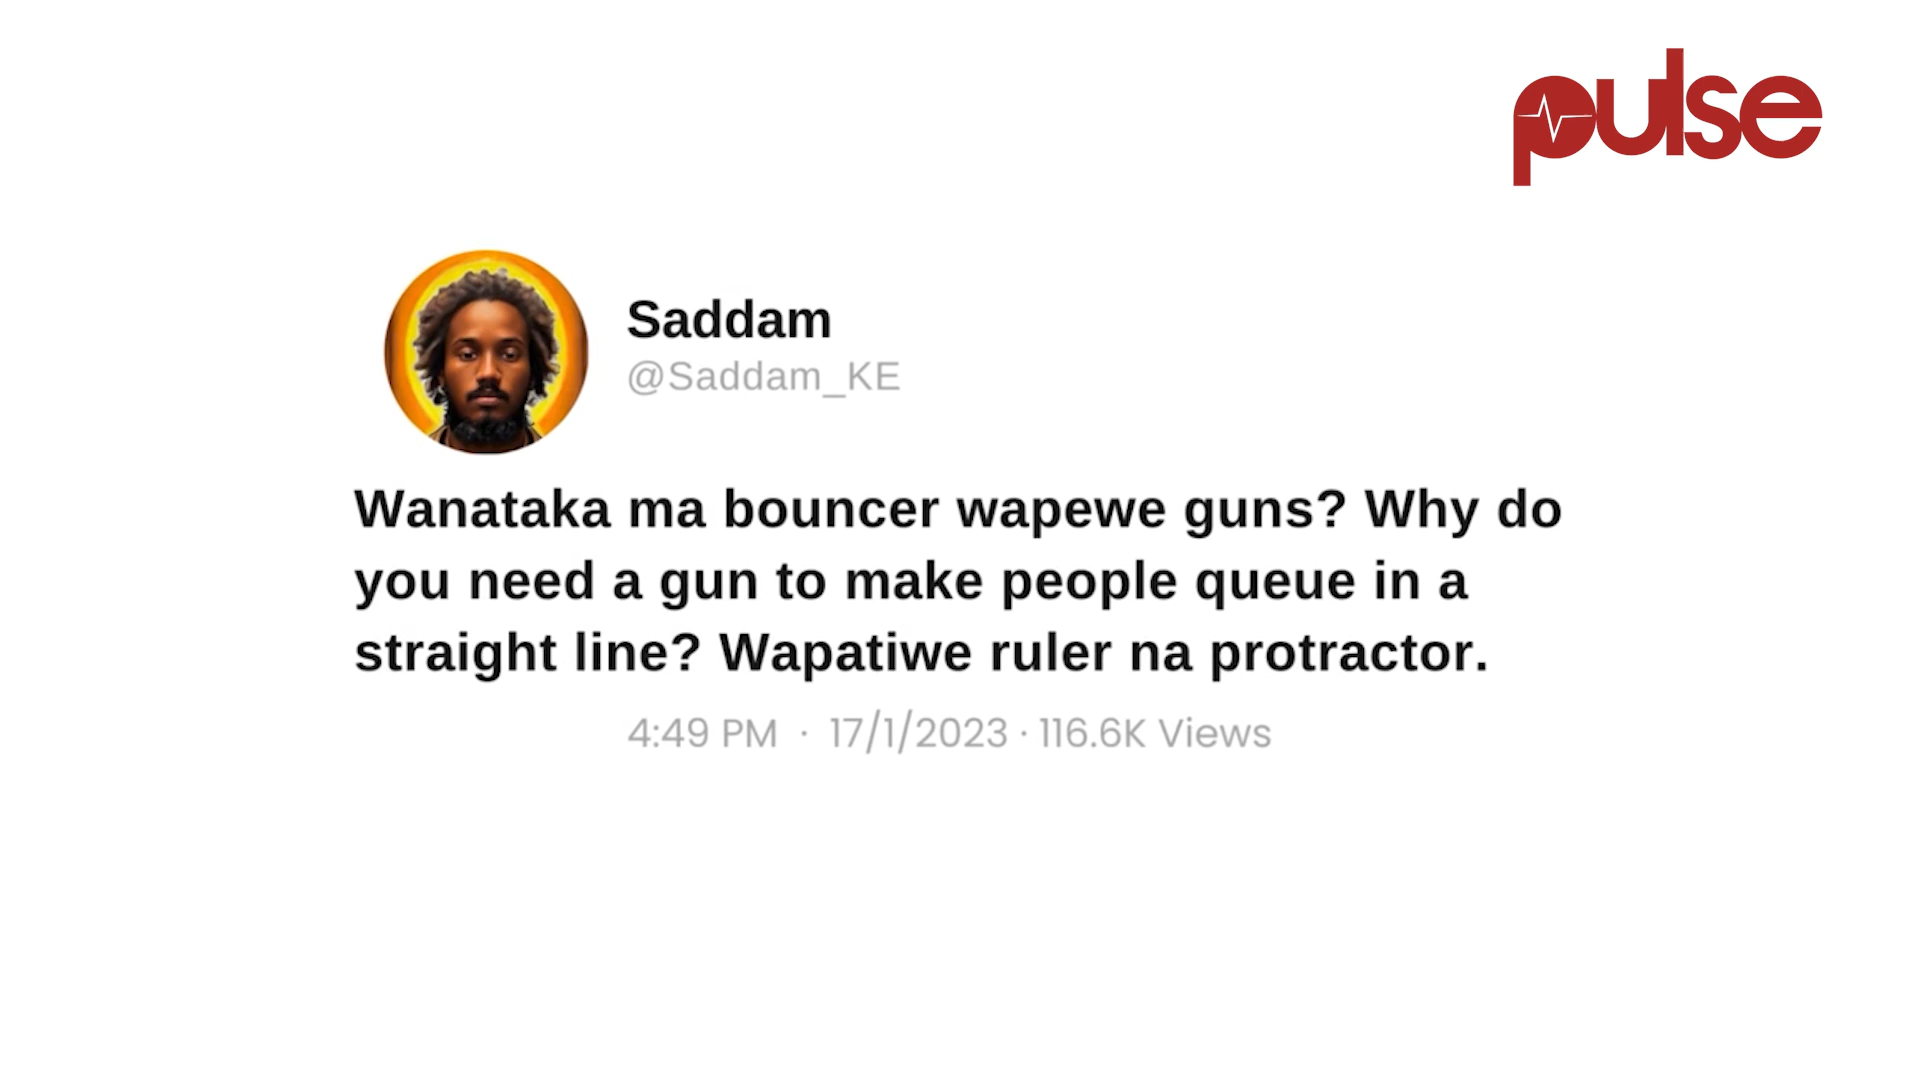 pulse
Saddam
@Saddam_KE
Wanataka ma bouncer wapewe guns? Why do
you need a gun to make people queue in a
straight line? Wapatiwe ruler na protractor.
4:49 PM · 17/1/2023 · 116.6K Views